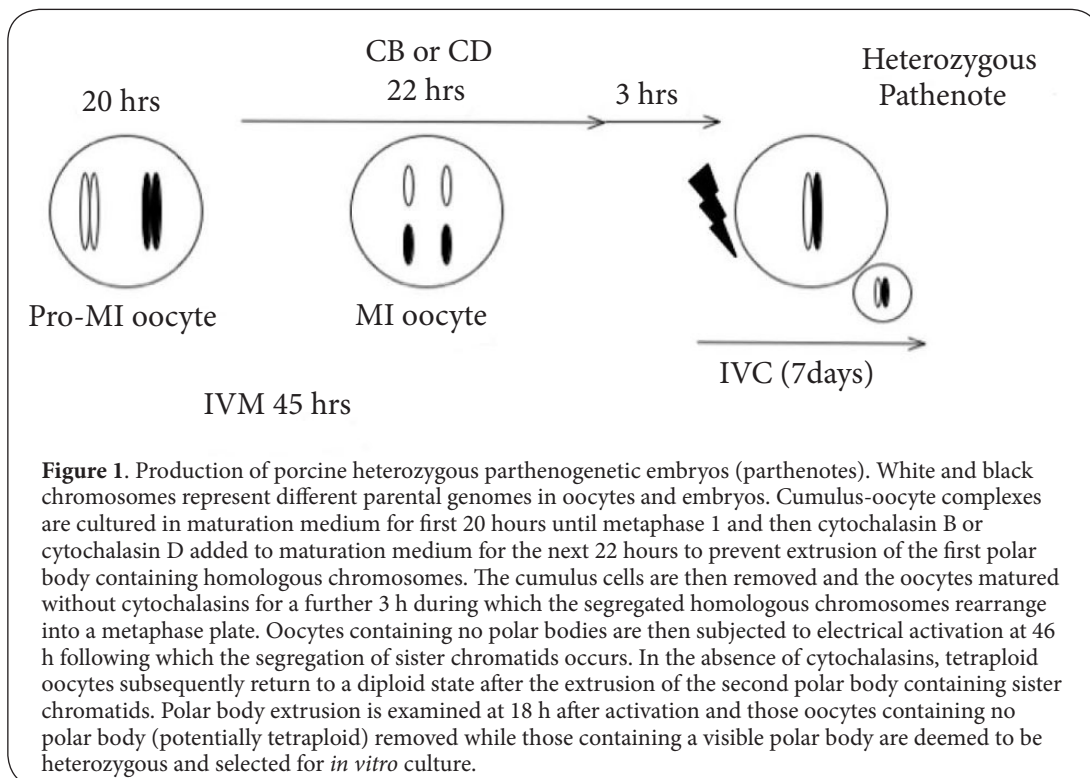 CB or CD
Heterozygous
Pathenote
20 hrs
22 hrs
3 hrs
Pro-MI oocyte
MI oocyte
IVC (7days)
IVM 45 hrs
Figure 1. Production of porcine heterozygous parthenogenetic embryos (parthenotes). White and black
chromosomes represent different parental genomes in oocytes and embryos. Cumulus-oocyte complexes
are cultured in maturation medium for first 20 hours until metaphase 1 and then cytochalasin B or
cytochalasin D added to maturation medium for the next 22 hours to prevent extrusion of the first polar
body containing homologous chromosomes. The cumulus cells are then removed and the oocytes matured
without cytochalasins for a further 3 h during which the segregated homologous chromosomes rearrange
into a metaphase plate. Oocytes containing no polar bodies are then subjected to electrical activation at 46
h following which the segregation of sister chromatids occurs. In the absence of cytochalasins, tetraploid
oocytes subsequently return to a diploid state after the extrusion of the second polar body containing sister
chromatids. Polar body extrusion is examined at 18 h after activation and those oocytes containing no
polar body (potentially tetraploid) removed while those containing a visible polar body are deemed to be
heterozygous and selected for in vitro culture.